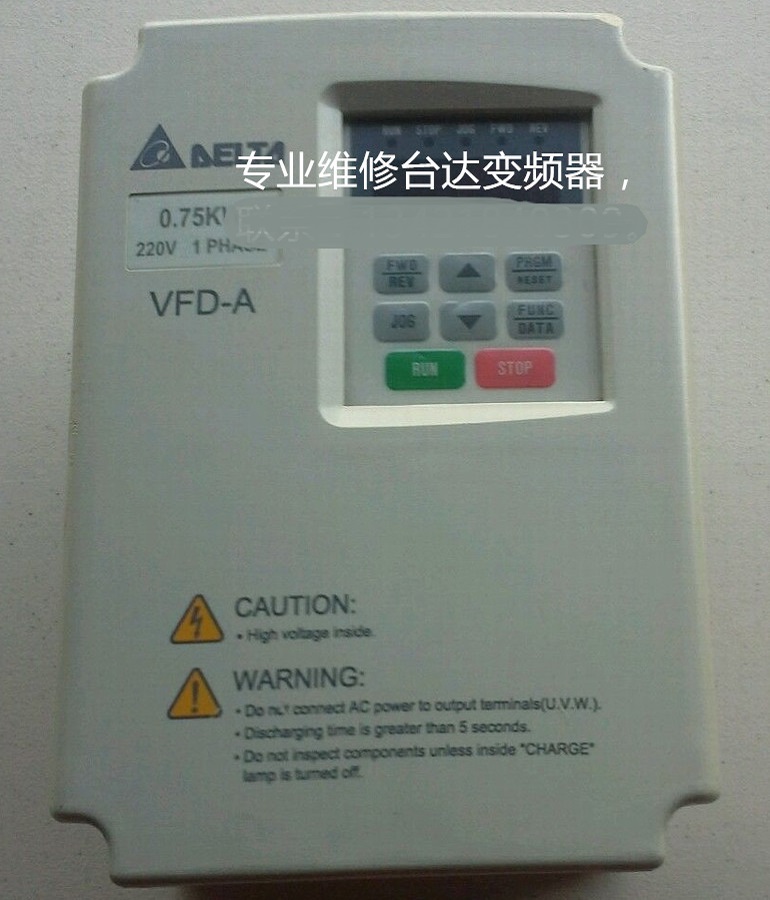 RUN STOP JOG FWD REV
DELTA
专业维修台达变频器，
0.75K
联系
220V 1 PHASE
VFD-A
FWD
REV
PRGM
RESET
JOG
FUNC
DATA
RUN
STOP
CAUTION:
• High voltage inside.
WARNING:
• Do not connect AC power to output terminals(U.V.W.).
• Discharging time is greater than 5 seconds.
• Do not inspect components unless inside "CHARGE"
lamp is turned off.